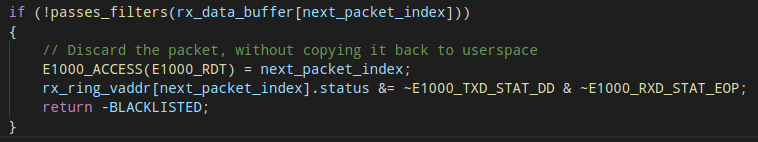 if (!passes_filters(rx_data_buffer[next_packet_index]))
{
    // Discard the packet, without copying it back to userspace
    E1000_ACCESS(E1000_RDT) = next_packet_index;
    rx_ring_vaddr[next_packet_index].status &= ~E1000_TXD_STAT_DD & ~E1000_RXD_STAT_EOP;
    return -BLACKLISTED;
}